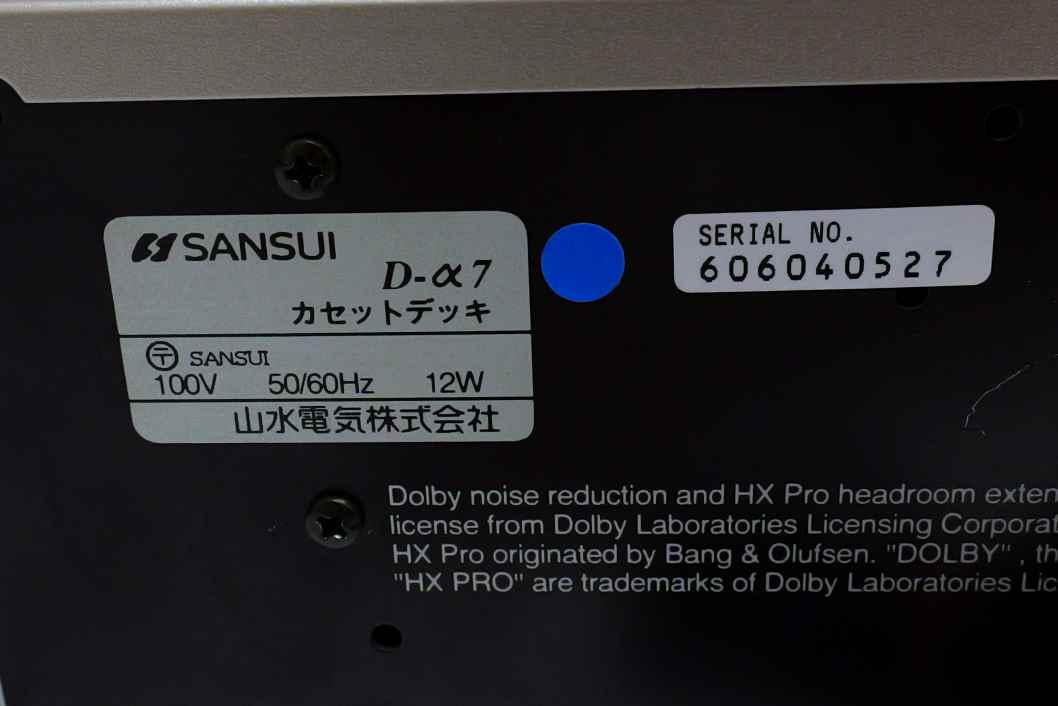 SANSUI
D-α7
カセットデッキ
〒 SANSUI
100V 50/60Hz 12W
山水電気株式会社
SERIAL NO.
606040527
Dolby noise reduction and HX Pro headroom exten
license from Dolby Laboratories Licensing Corporat
HX Pro originated by Bang & Olufsen. "DOLBY", th
"HX PRO" are trademarks of Dolby Laboratories Lic